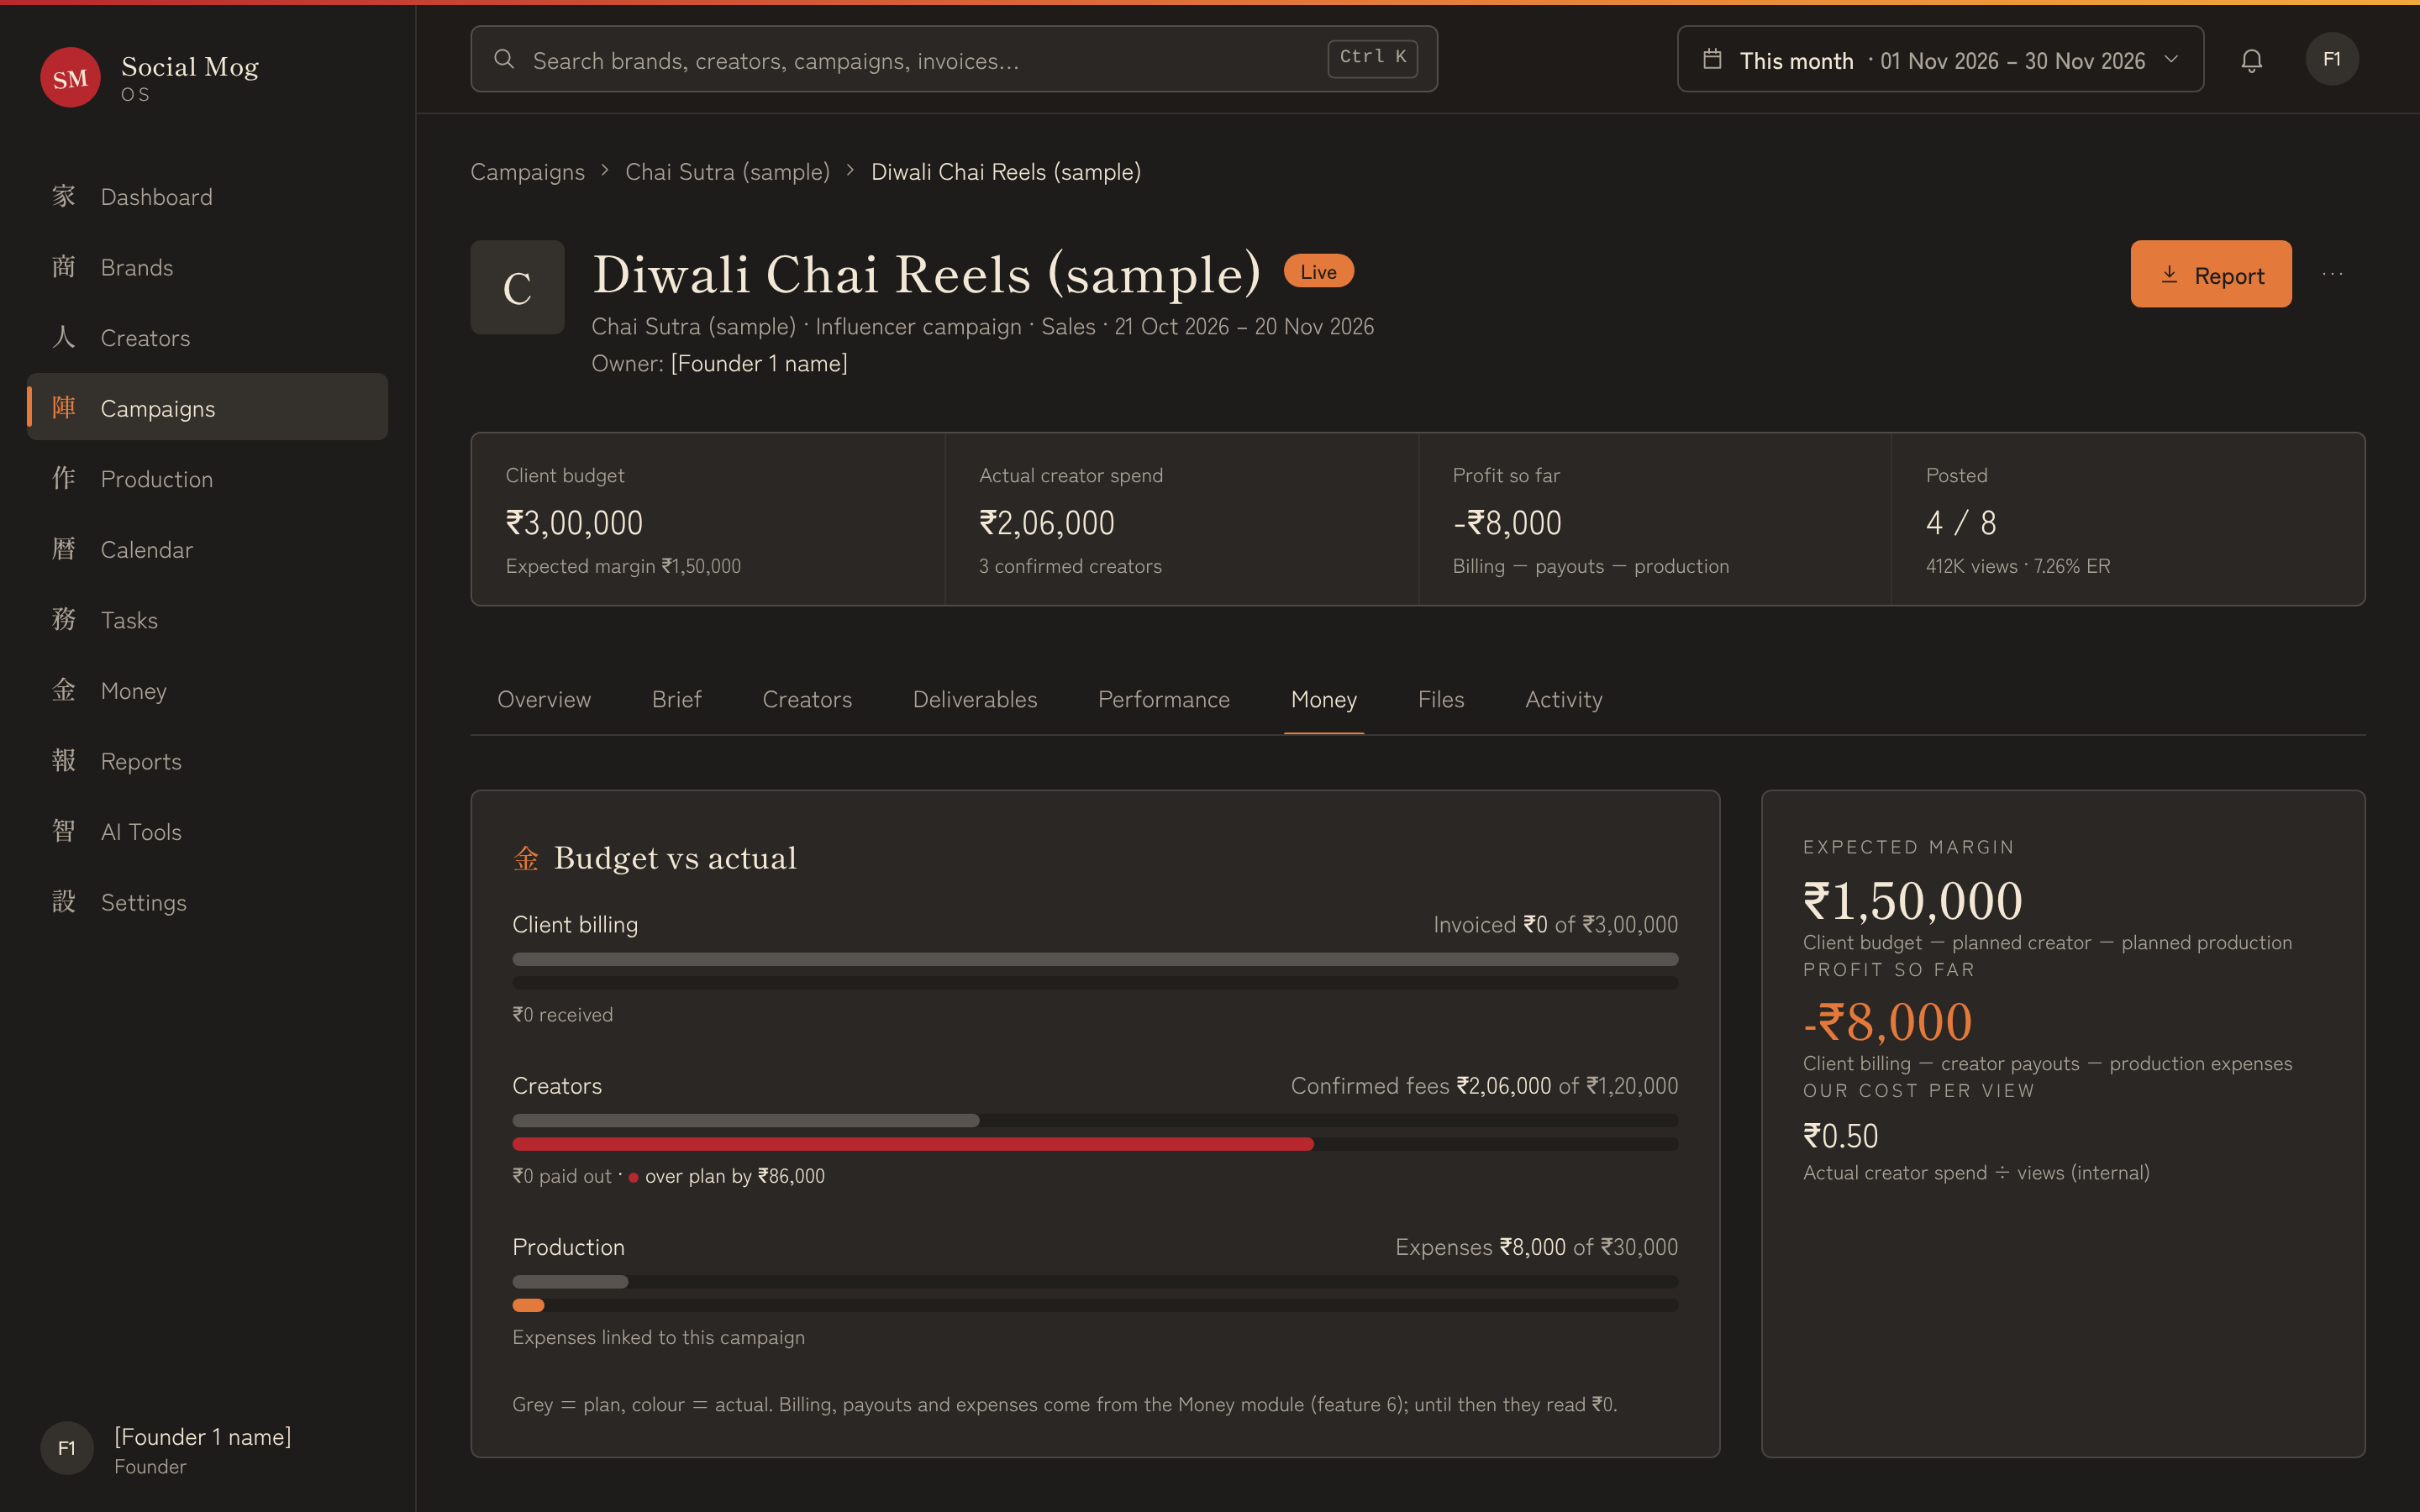 SM
Social Mog
OS
Search brands, creators, campaigns, invoices...
Ctrl K
This month · 01 Nov 2026 – 30 Nov 2026
F1
家 Dashboard
商 Brands
人 Creators
陣 Campaigns
作 Production
暦 Calendar
務 Tasks
金 Money
報 Reports
智 AI Tools
設 Settings
F1
[Founder 1 name]
Founder
Campaigns > Chai Sutra (sample) > Diwali Chai Reels (sample)
C
Diwali Chai Reels (sample) Live
Report ...
Chai Sutra (sample) · Influencer campaign · Sales · 21 Oct 2026 – 20 Nov 2026
Owner: [Founder 1 name]
Client budget
₹3,00,000
Expected margin ₹1,50,000
Actual creator spend
₹2,06,000
3 confirmed creators
Profit so far
-₹8,000
Billing − payouts − production
Posted
4 / 8
412K views · 7.26% ER
Overview Brief Creators Deliverables Performance Money Files Activity
金 Budget vs actual
Client billing Invoiced ₹0 of ₹3,00,000
₹0 received
Creators Confirmed fees ₹2,06,000 of ₹1,20,000
₹0 paid out · over plan by ₹86,000
Production Expenses ₹8,000 of ₹30,000
Expenses linked to this campaign
Grey = plan, colour = actual. Billing, payouts and expenses come from the Money module (feature 6); until then they read ₹0.
EXPECTED MARGIN
₹1,50,000
Client budget − planned creator − planned production
PROFIT SO FAR
-₹8,000
Client billing − creator payouts − production expenses
OUR COST PER VIEW
₹0.50
Actual creator spend ÷ views (internal)